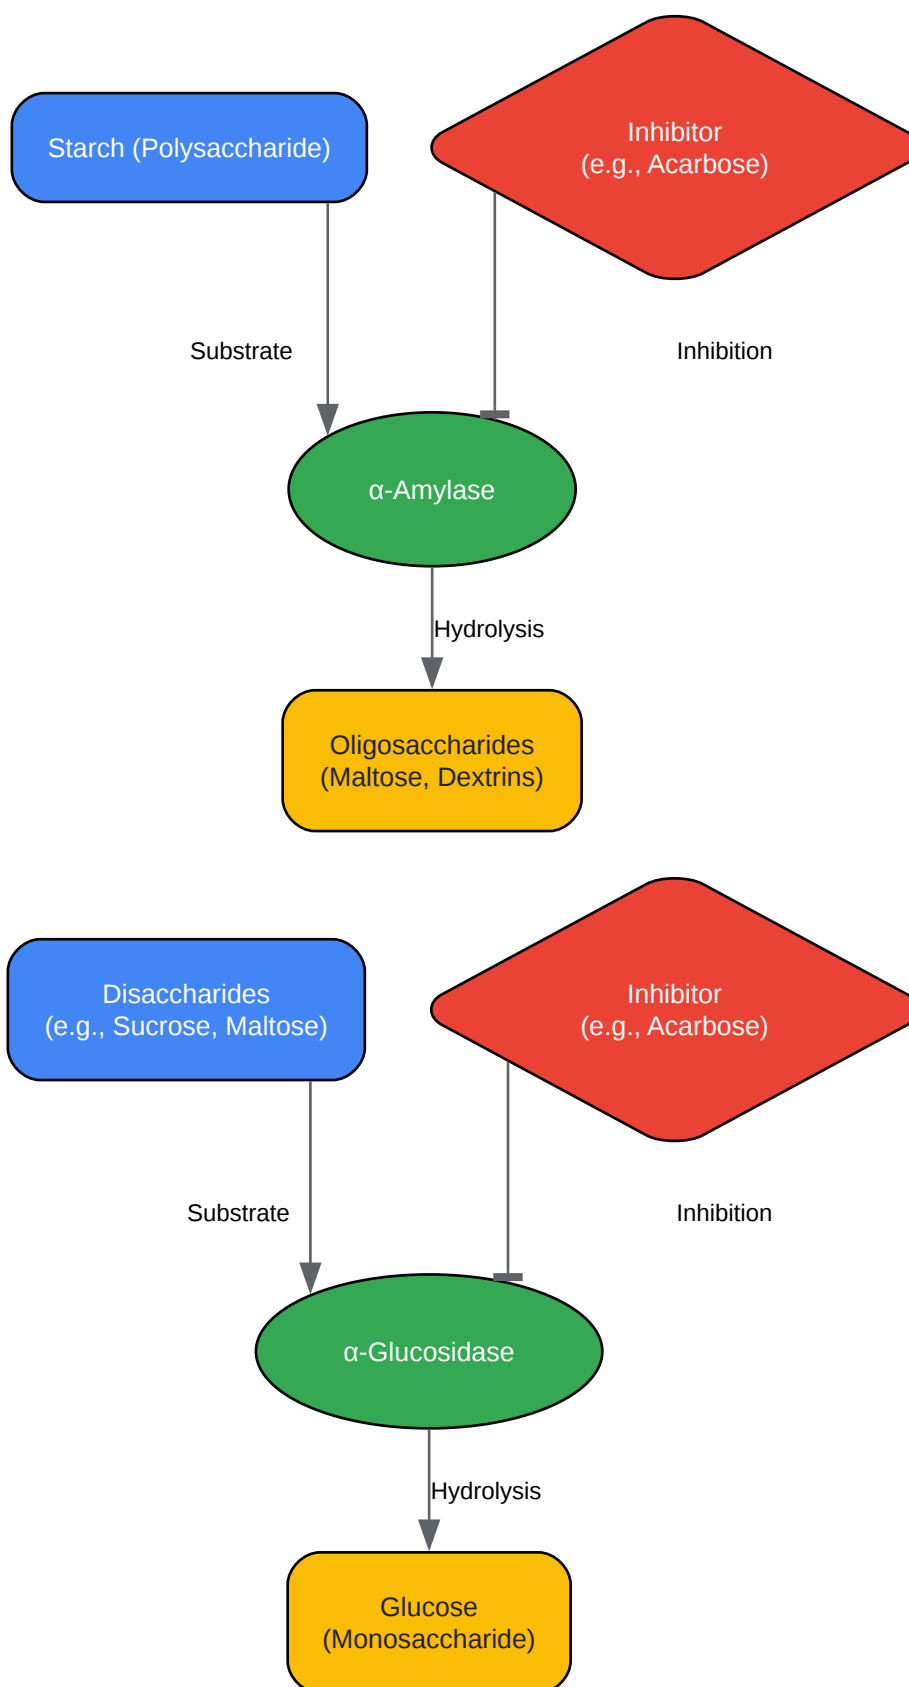 Starch (Polysaccharide)
Inhibitor
(e.g., Acarbose)
Substrate
Inhibition
α-Amylase
Hydrolysis
Oligosaccharides
(Maltose, Dextrins)
Disaccharides
(e.g., Sucrose, Maltose)
Inhibitor
(e.g., Acarbose)
Substrate
Inhibition
α-Glucosidase
Hydrolysis
Glucose
(Monosaccharide)